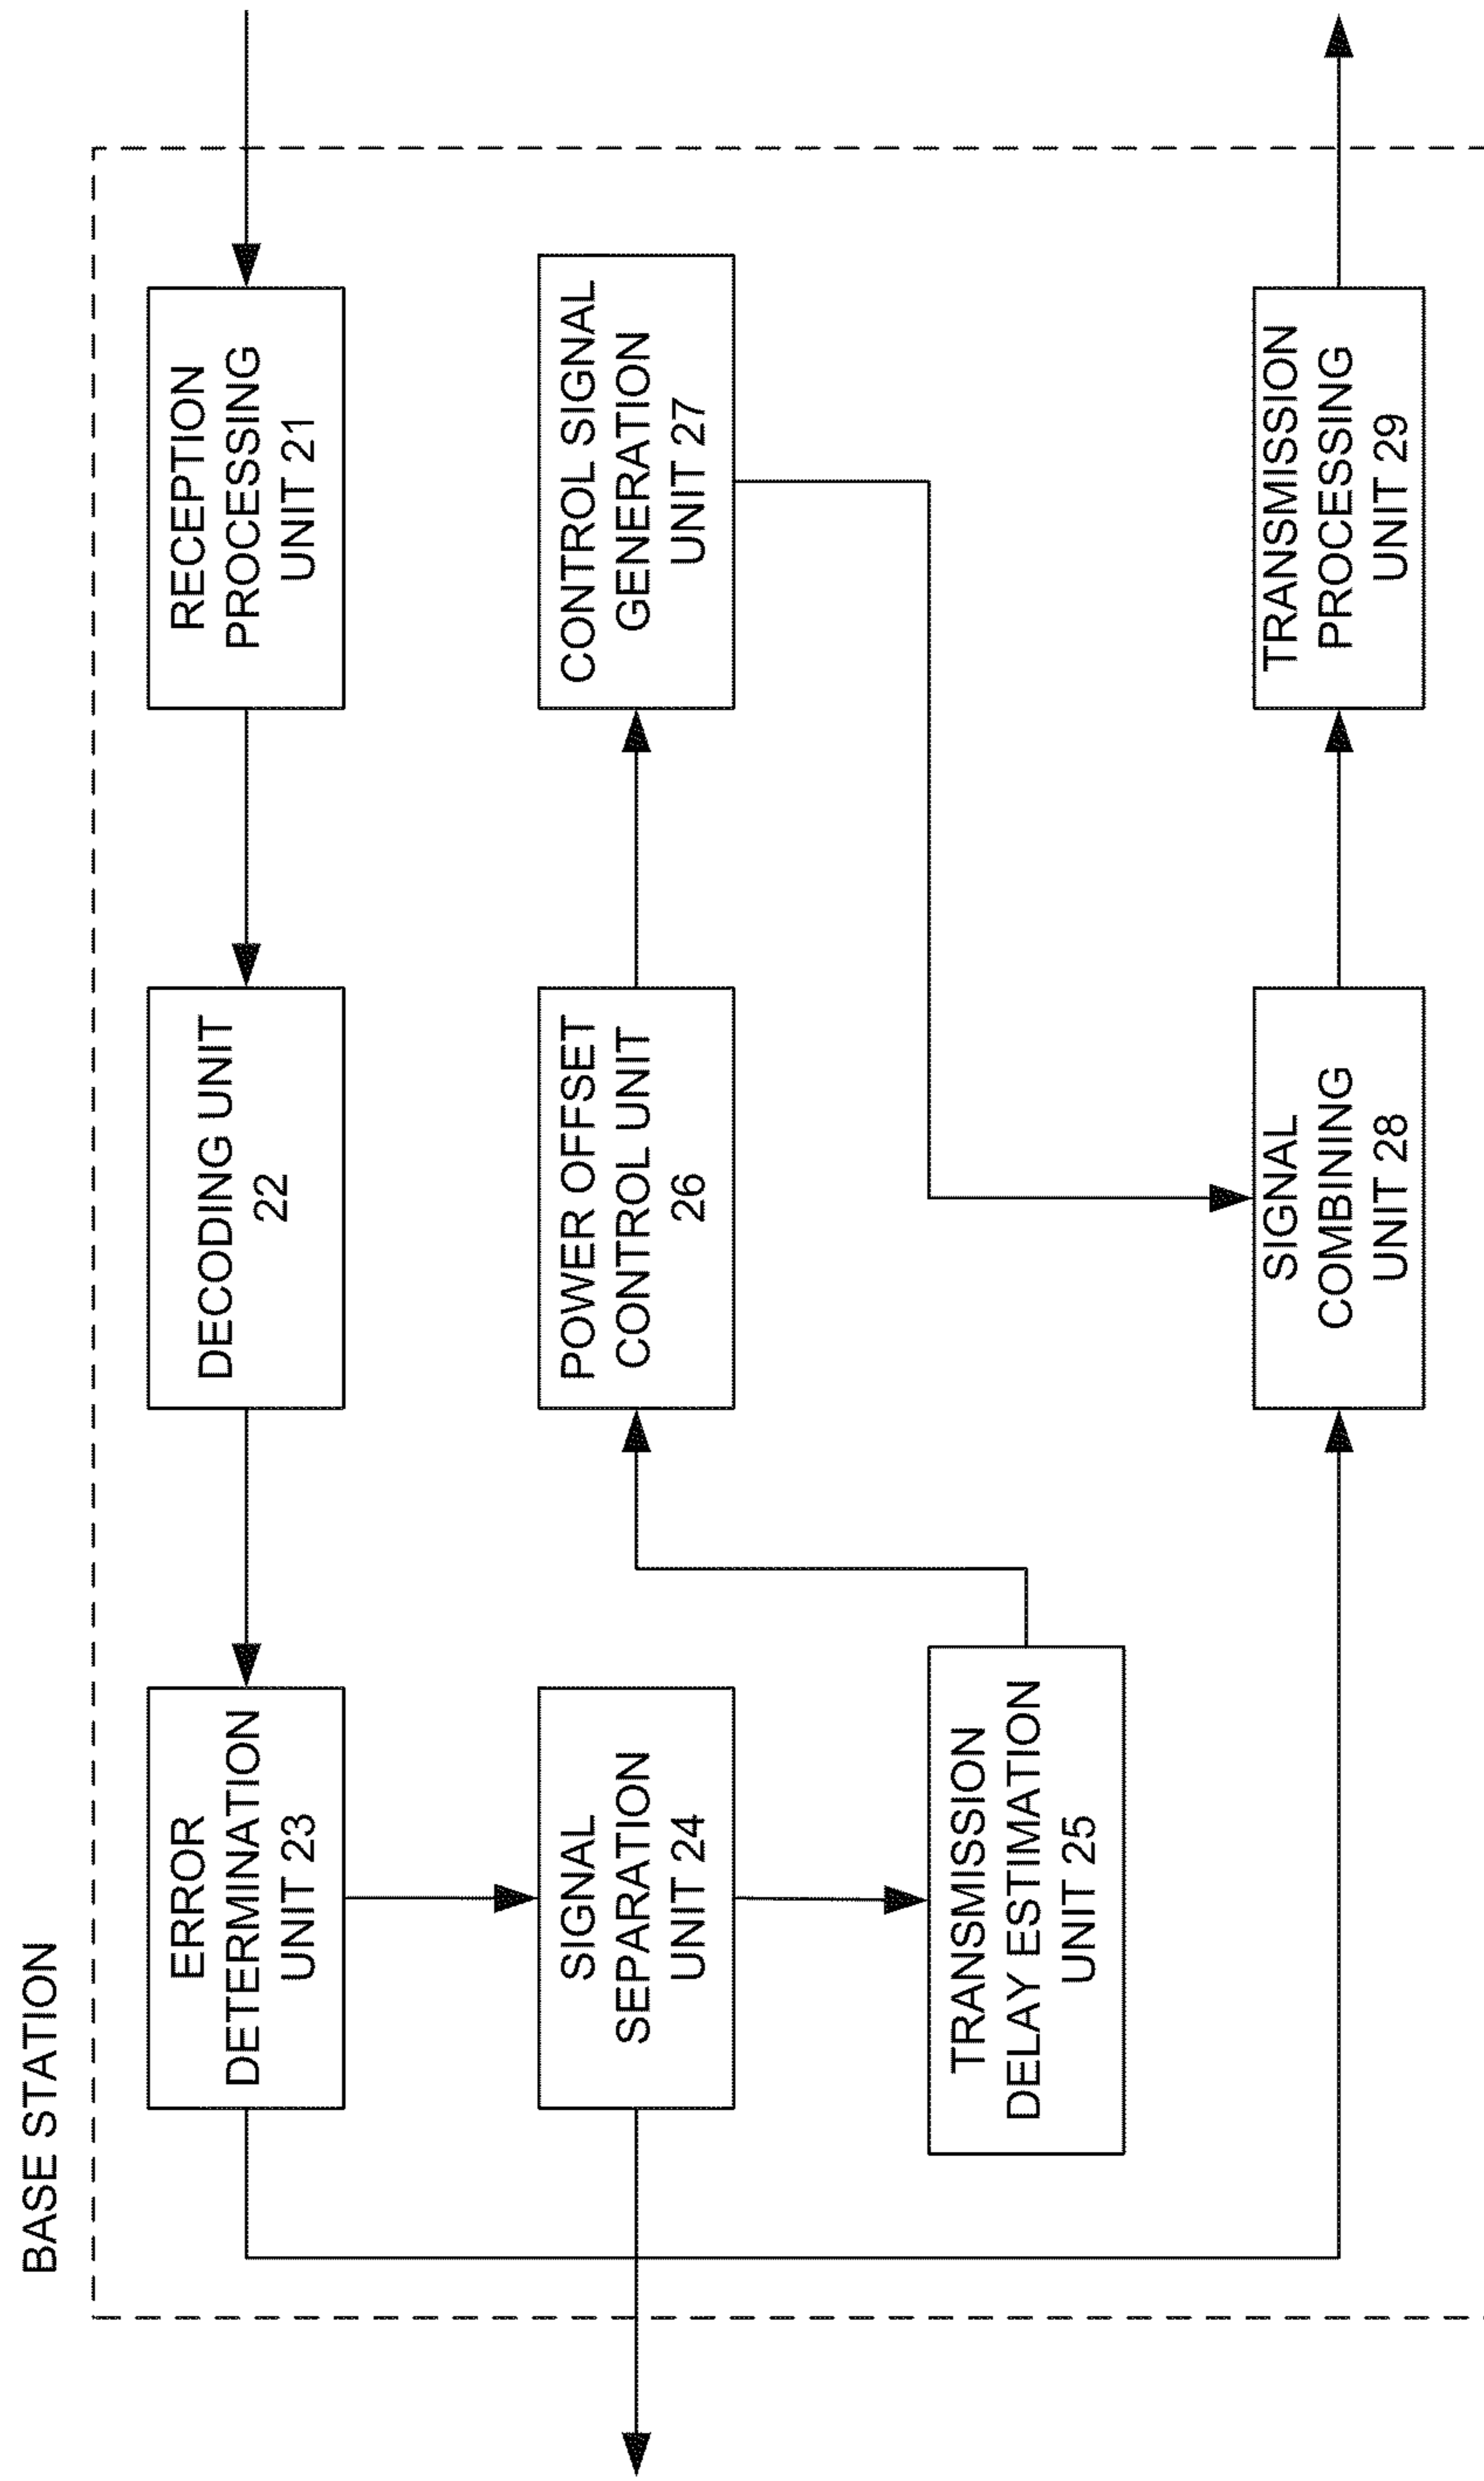 BASE STATION
ERROR
DETERMINATION
UNIT 23
DECODING UNIT
22
RECEPTION
PROCESSING
UNIT 21
SIGNAL
SEPARATION
UNIT 24
POWER OFFSET
CONTROL UNIT
26
CONTROL SIGNAL
GENERATION
UNIT 27
TRANSMISSION
DELAY ESTIMATION
UNIT 25
SIGNAL
COMBINING
UNIT 28
TRANSMISSION
PROCESSING
UNIT 29